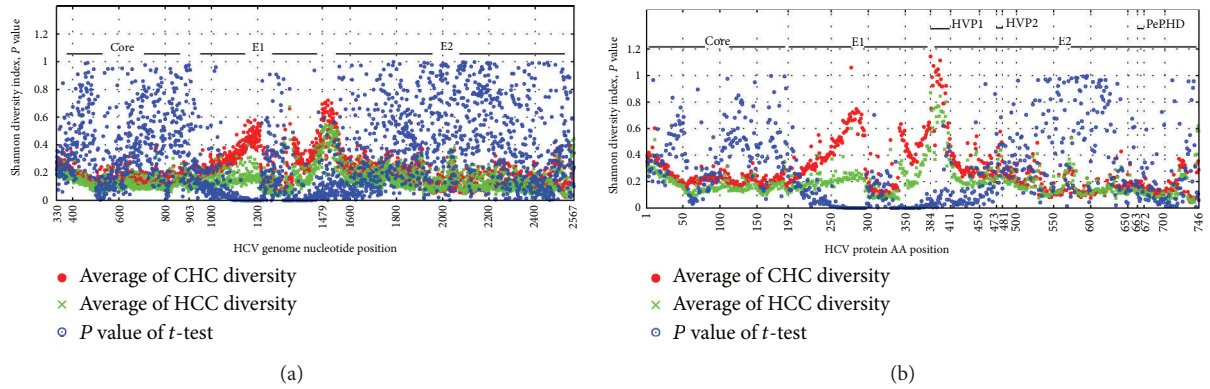 (a)
Shannon diversity index, P value
1.2
1
0.8
0.6
0.4
0.2
0
Core
E1
E2
330 400 600 800 903 1000 1200 1479 1600 1800 2000 2200 2400 2567
HCV genome nucleotide position
Average of CHC diversity
Average of HCC diversity
P value of t-test
(a)
(b)
Shannon diversity index, P value
1.2
1
0.8
0.6
0.4
0.2
0
HVP1
HVP2
PePHD
Core
E1
E2
1 50 100 150 192 250 300 350 384 411 450 473 481 500 550 600 650 663 672 700 746
HCV protein AA position
Average of CHC diversity
Average of HCC diversity
P value of t-test
(b)